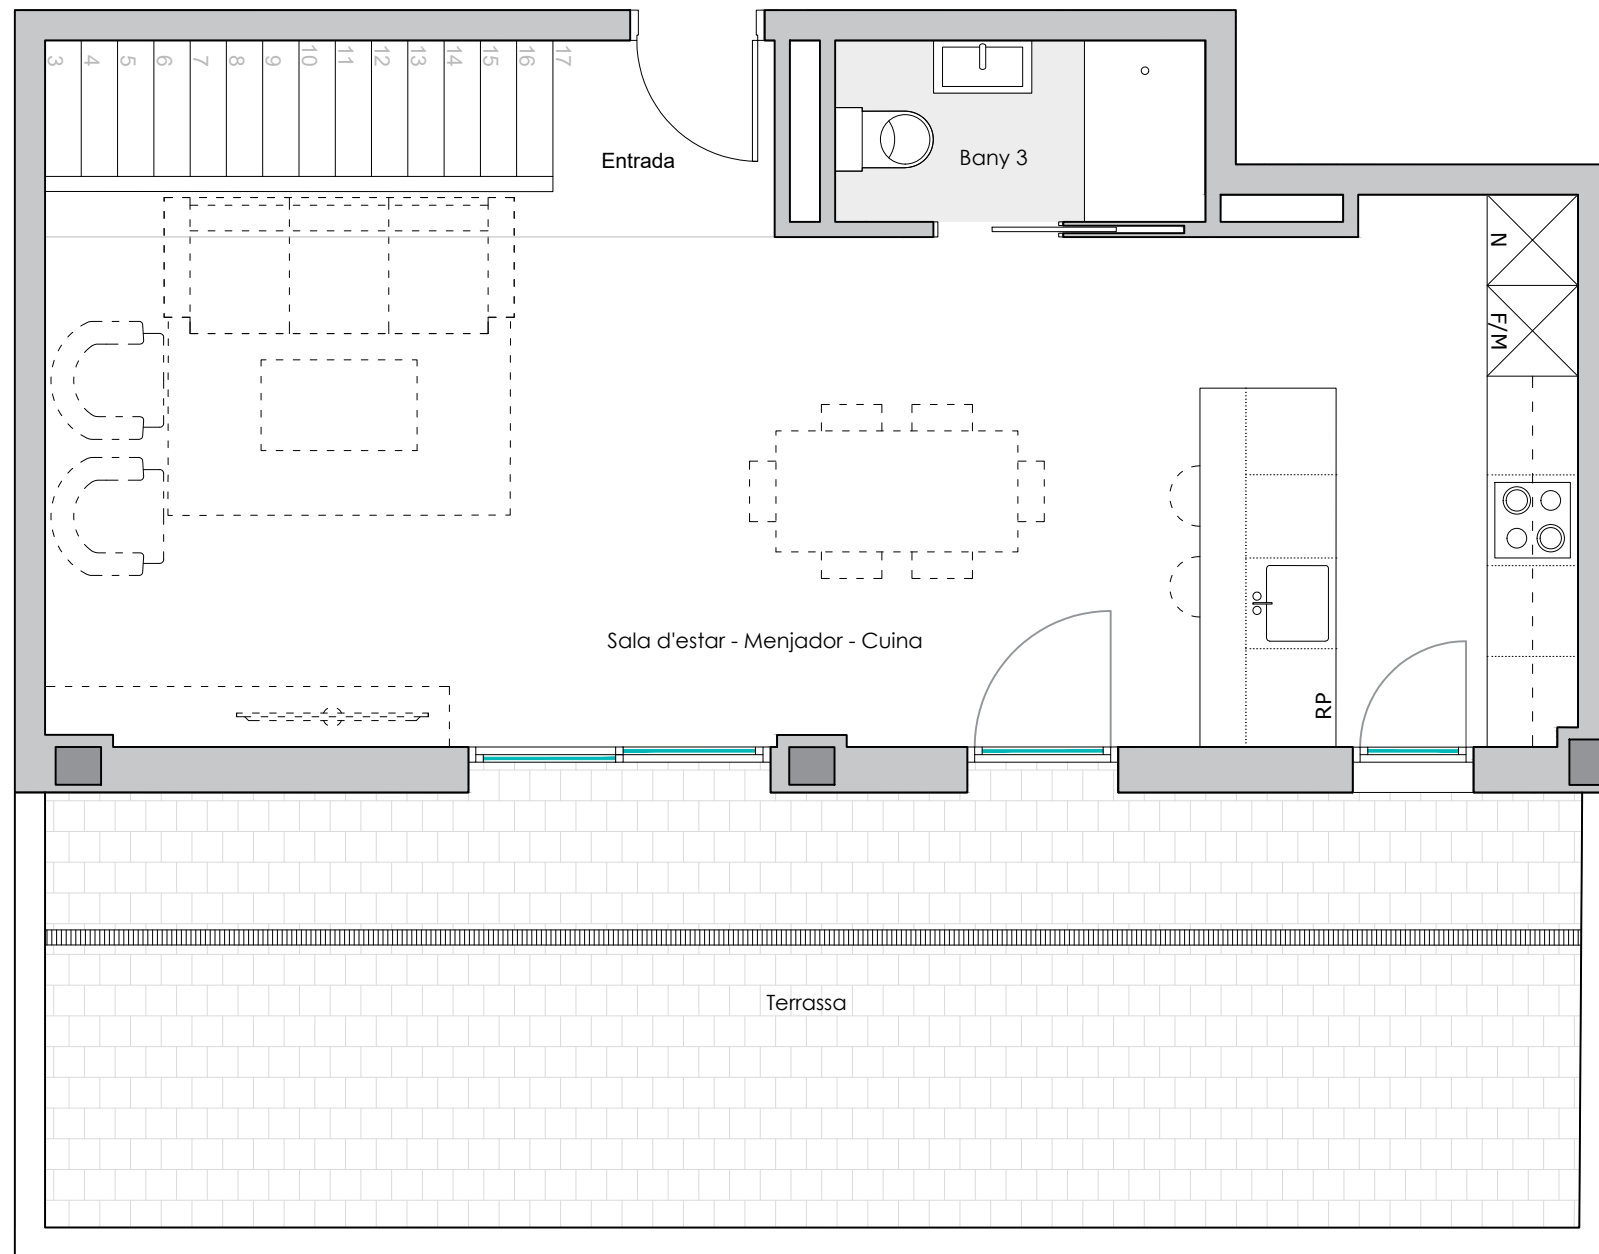 3 4 5 6 7 8 9 10 11 12 13 14 15 16 17
Entrada
Bany 3
N
F/M
Sala d'estar - Menjador - Cuina
RP
Terrassa